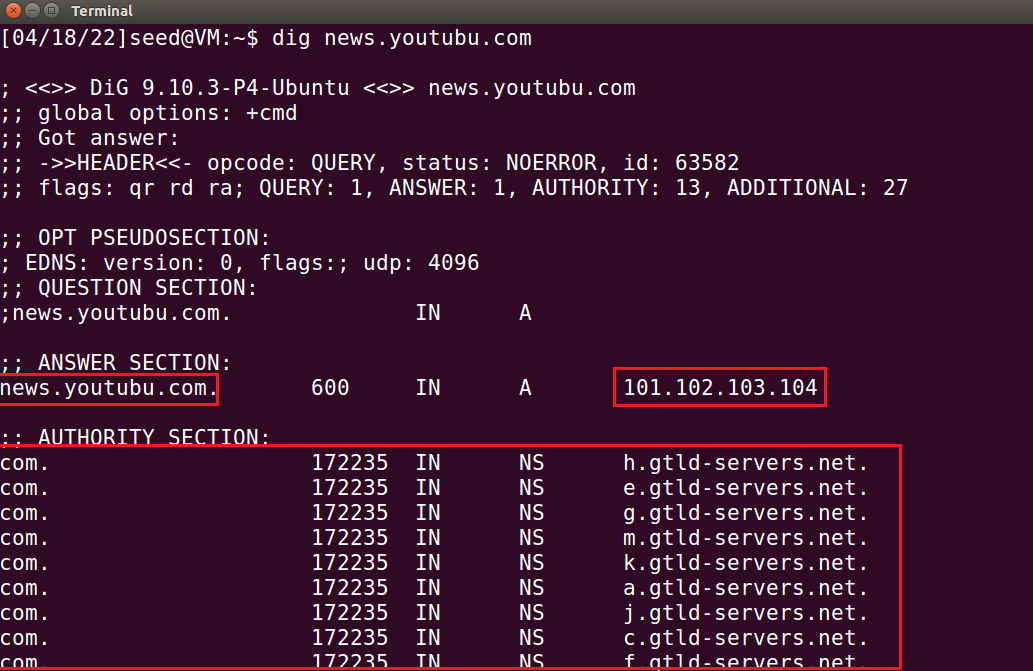 Terminal
[04/18/22]seed@VM:~$ dig news.youtubu.com
; <<>> DiG 9.10.3-P4-Ubuntu <<>> news.youtubu.com
;; global options: +cmd
;; Got answer:
;; ->>HEADER<<- opcode: QUERY, status: NOERROR, id: 63582
;; flags: qr rd ra; QUERY: 1, ANSWER: 1, AUTHORITY: 13, ADDITIONAL: 27
;; OPT PSEUDOSECTION:
; EDNS: version: 0, flags:; udp: 4096
;; QUESTION SECTION:
;news.youtubu.com. IN A
;; ANSWER SECTION:
news.youtubu.com. 600 IN A 101.102.103.104
;; AUTHORITY SECTION:
com. 172235 IN NS h.gtld-servers.net.
com. 172235 IN NS e.gtld-servers.net.
com. 172235 IN NS g.gtld-servers.net.
com. 172235 IN NS m.gtld-servers.net.
com. 172235 IN NS k.gtld-servers.net.
com. 172235 IN NS a.gtld-servers.net.
com. 172235 IN NS j.gtld-servers.net.
com. 172235 IN NS c.gtld-servers.net.
com. 172235 IN NS f.gtld-servers.net.